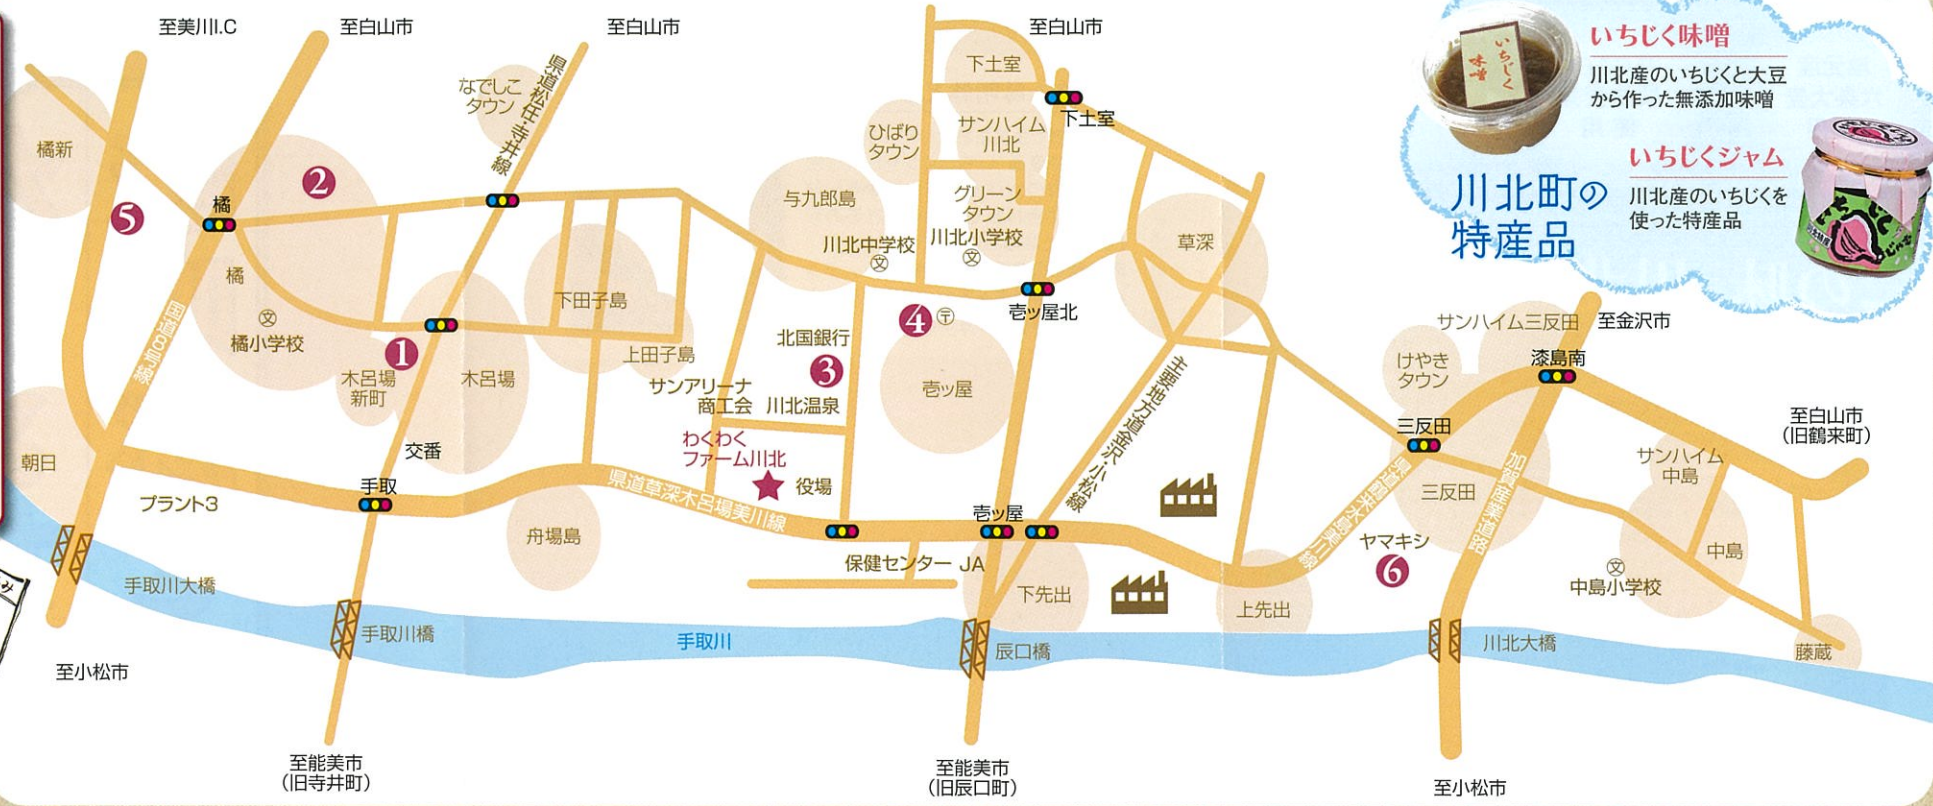 至美川I.C
至白山市
至白山市
至白山市
いちじく味噌
川北産のいちじくと大豆
から作った無添加味噌
いちじく
味噌
いちじくジャム
川北産のいちじくを
使った特産品
川北町の
特産品
なでしこ
タウン
県道松任・寺井線
下土室
下土室
ひばり
タウン
サンハイム
川北
グリーン
タウン
橘新
橘
2
5
与九郎島
川北中学校
文
川北小学校
文
草深
橘
文
橘小学校
国道8号線
下田子島
上田子島
壱ッ屋北
4
〒
北国銀行
3
サンアリーナ
商工会
川北温泉
壱ッ屋
1
木呂場
新町
木呂場
主要地方道金沢小松線
サンハイム三反田
至金沢市
けやき
タウン
漆島南
至白山市
(旧鶴来町)
三反田
三反田
サンハイム
中島
朝日
交番
わくわく
ファーム川北
役場
プラント3
手取
県道草深木呂場美川線
舟場島
壱ッ屋
加賀産業道路
ヤマキシ
6
中島
文
中島小学校
保健センター
JA
下先出
上先出
手取川大橋
手取川橋
手取川
辰口橋
川北大橋
藤蔵
至小松市
至能美市
(旧寺井町)
至能美市
(旧辰口町)
至小松市